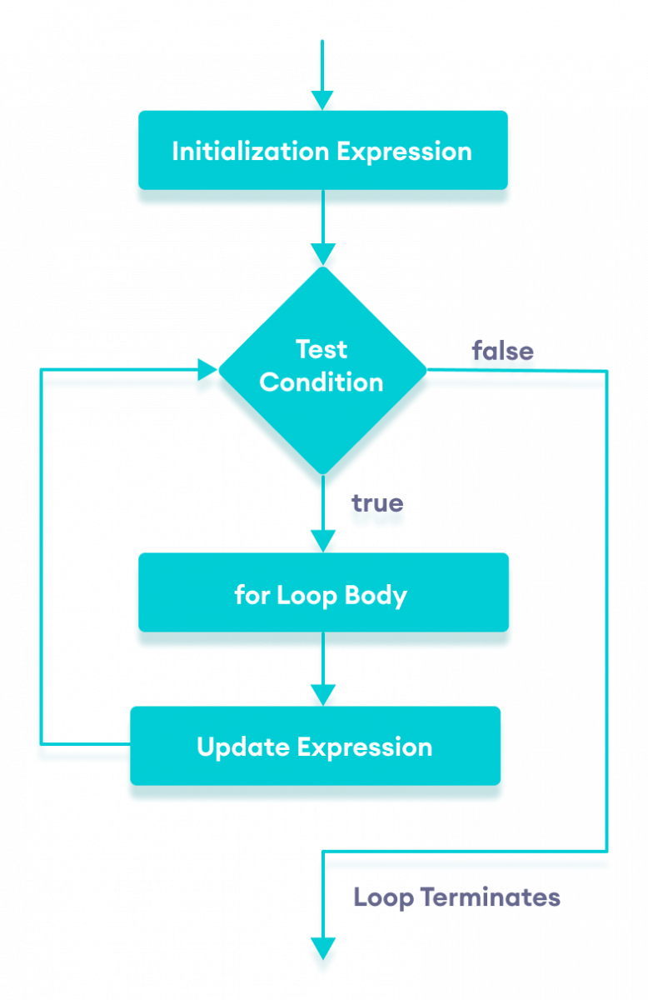 Initialization Expression
Test
Condition
false
true
for Loop Body
Update Expression
Loop Terminates